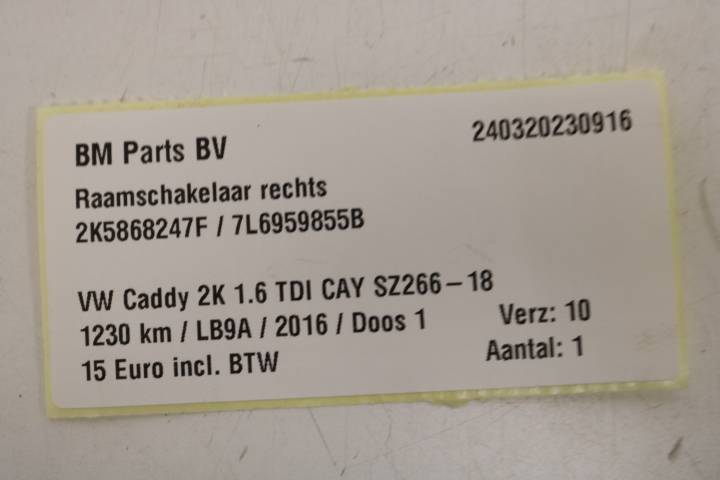 BM Parts BV
240320230916
Raamschakelaar rechts
2K5868247F / 7L6959855B
VW Caddy 2K 1.6 TDI CAY SZ266-18
1230 km / LB9A / 2016 / Doos 1
Verz: 10
15 Euro incl. BTW
Aantal: 1